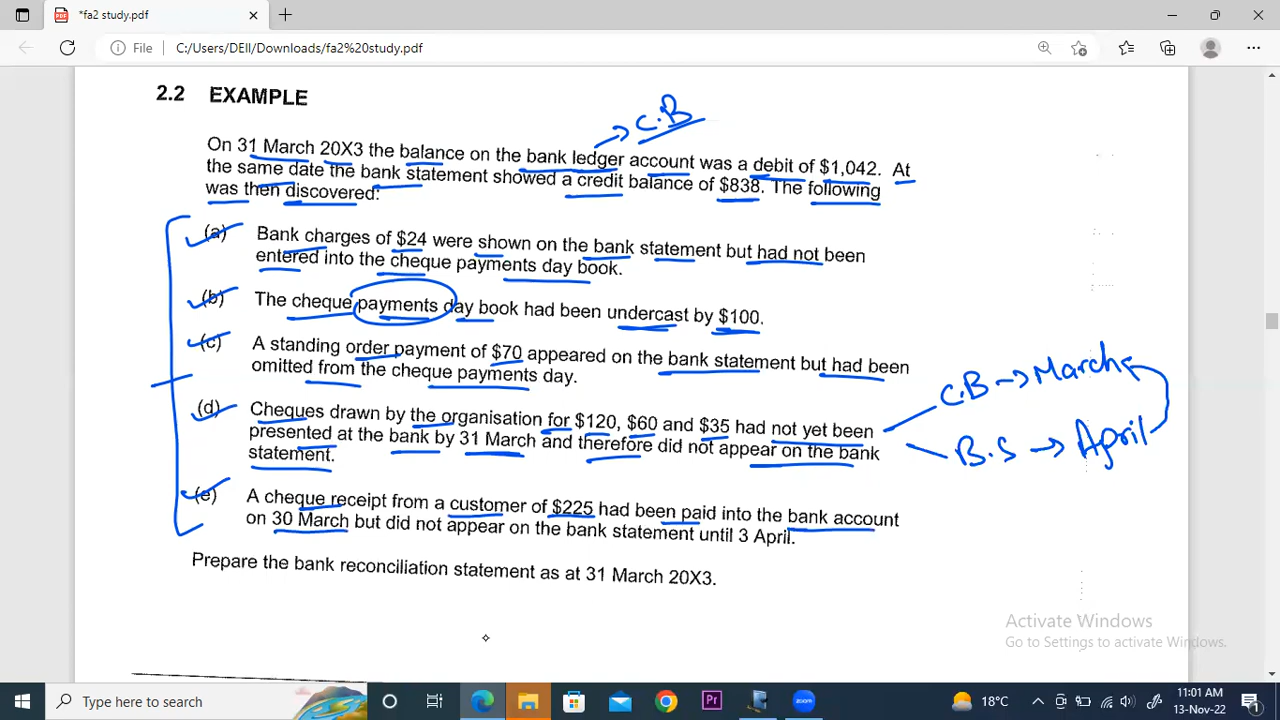 *fa2 study.pdf
File
C:/Users/DEll/Downloads/fa2%20study.pdf
2.2 EXAMPLE
→ C.B
On 31 March 20X3 the balance on the bank ledger account was a debit of $1,042. At
the same date the bank statement showed a credit balance of $838. The following
was then discovered:
(a) Bank charges of $24 were shown on the bank statement but had not been
entered into the cheque payments day book.
(b) The cheque payments day book had been undercast by $100.
(c) A standing order payment of $70 appeared on the bank statement but had been
omitted from the cheque payments day.
C.B → March
(d) Cheques drawn by the organisation for $120, $60 and $35 had not yet been
presented at the bank by 31 March and therefore did not appear on the bank
statement.
B.S → April
(e) A cheque receipt from a customer of $225 had been paid into the bank account
on 30 March but did not appear on the bank statement until 3 April.
Prepare the bank reconciliation statement as at 31 March 20X3.
Activate Windows
Go to Settings to activate Windows.
Type here to search
Pr
zoom
18°C
11:01 AM
13-Nov-22
1